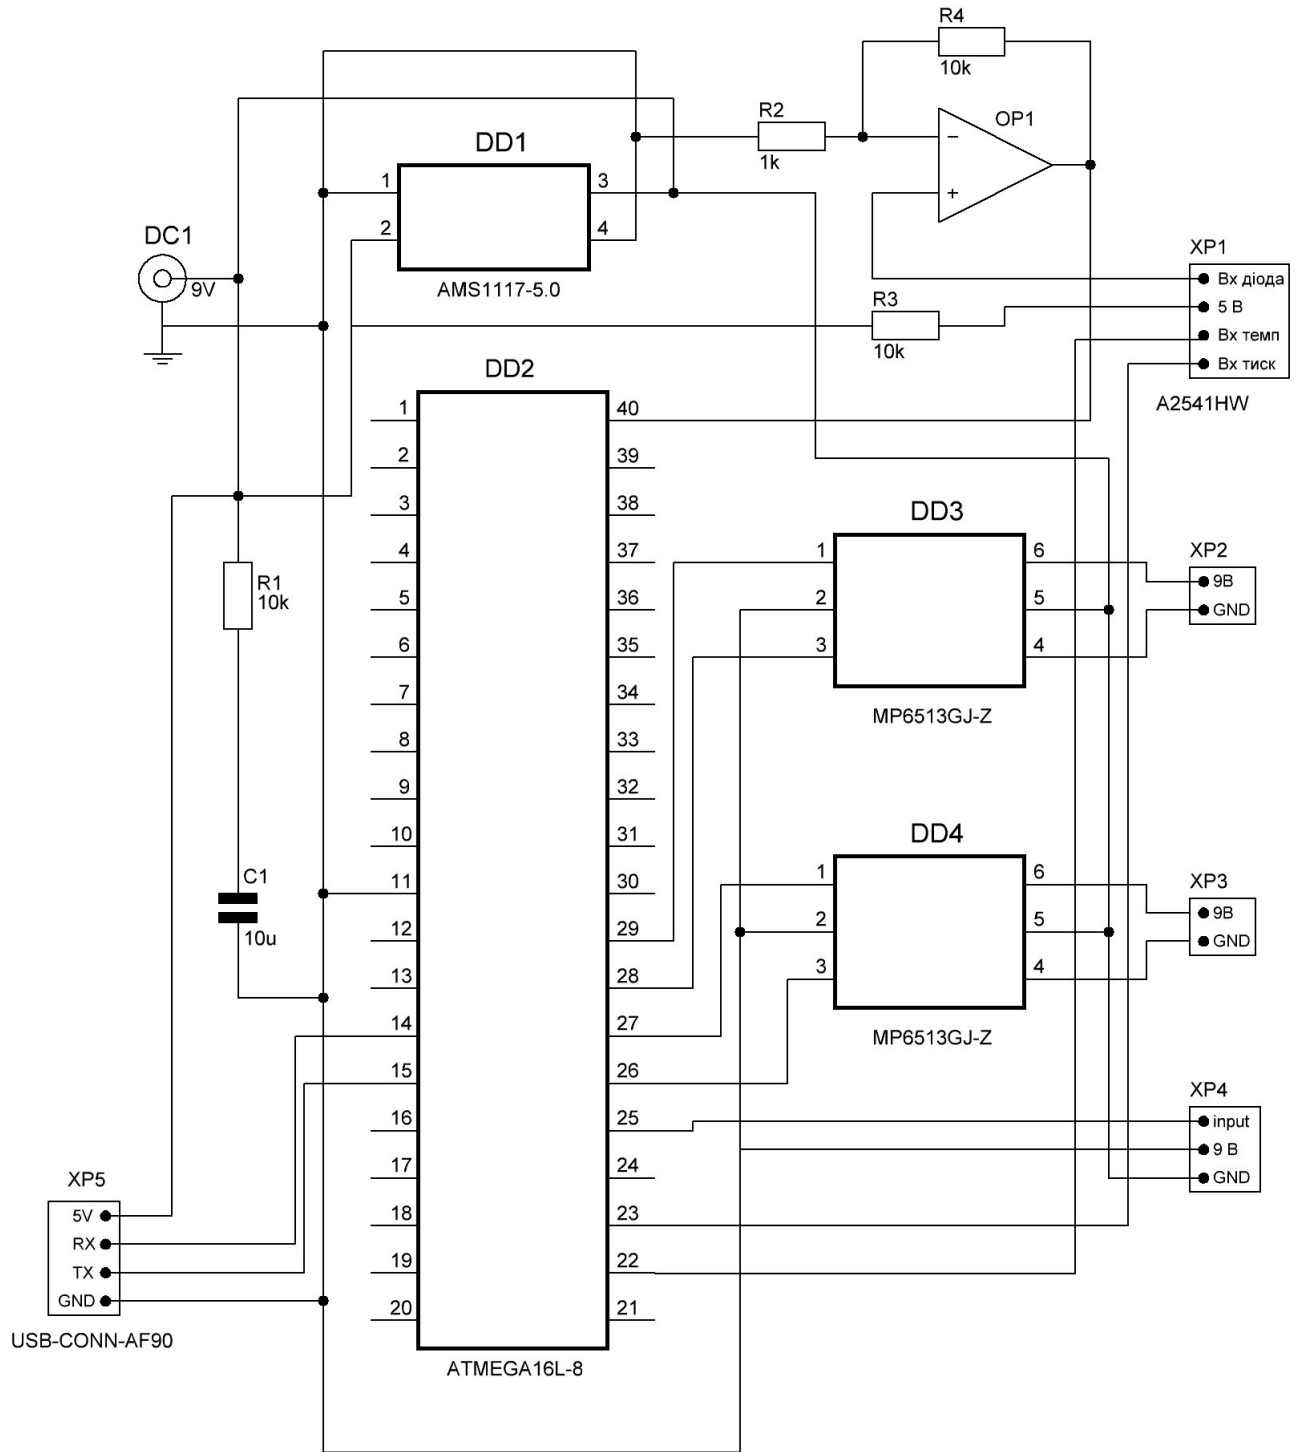 R4
10k
R2
1k
OP1
−
+
DD1
1
2
3
4
AMS1117-5.0
DC1
9V
XP1
Вх діода
5 В
Вх темп
Вх тиск
A2541HW
R3
10k
DD2
1
2
3
4
5
6
7
8
9
10
11
12
13
14
15
16
17
18
19
20
40
39
38
37
36
35
34
33
32
31
30
29
28
27
26
25
24
23
22
21
ATMEGA16L-8
R1
10k
C1
10u
DD3
1
2
3
6
5
4
MP6513GJ-Z
XP2
9В
GND
DD4
1
2
3
6
5
4
MP6513GJ-Z
XP3
9В
GND
XP4
input
9 В
GND
XP5
5V
RX
TX
GND
USB-CONN-AF90